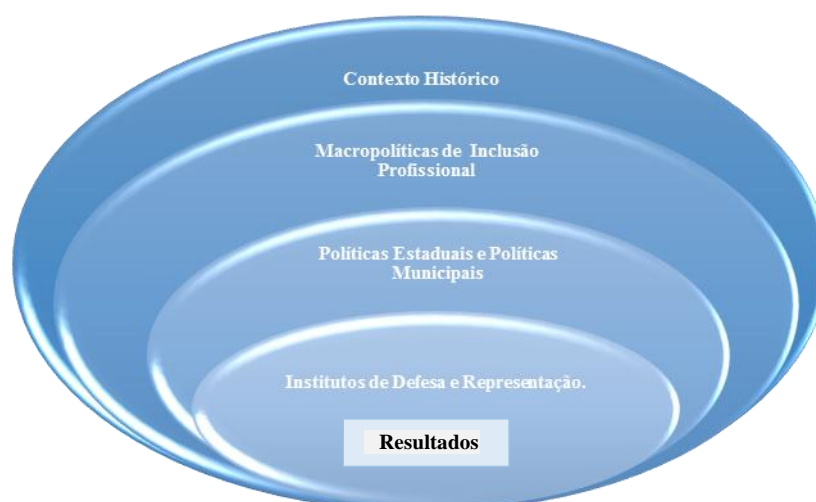 Contexto Histórico
Macropolíticas de Inclusão
Profissional
Políticas Estaduais e Políticas
Municipais
Institutos de Defesa e Representação.
Resultados